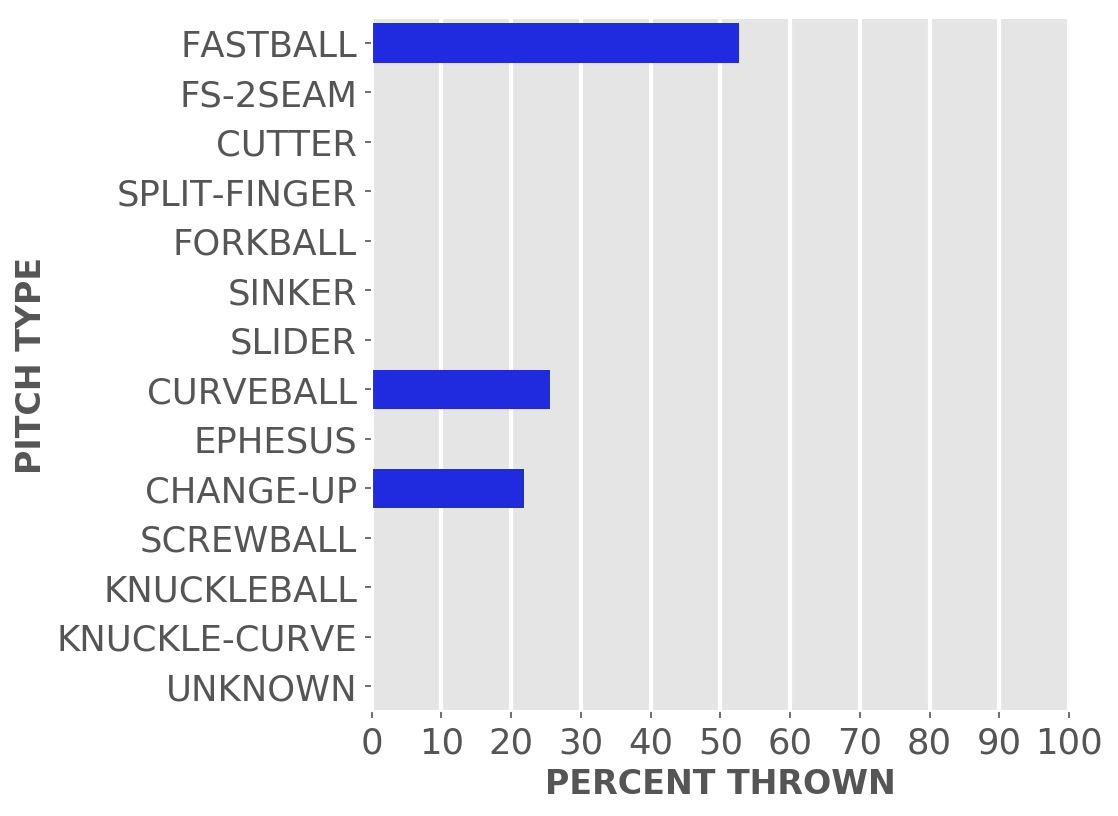 FASTBALL
FS-2SEAM
CUTTER
SPLIT-FINGER
FORKBALL
SINKER
SLIDER
CURVEBALL
EPHESUS
CHANGE-UP
SCREWBALL
KNUCKLEBALL
KNUCKLE-CURVE
UNKNOWN
PITCH TYPE
0 10 20 30 40 50 60 70 80 90 100
PERCENT THROWN